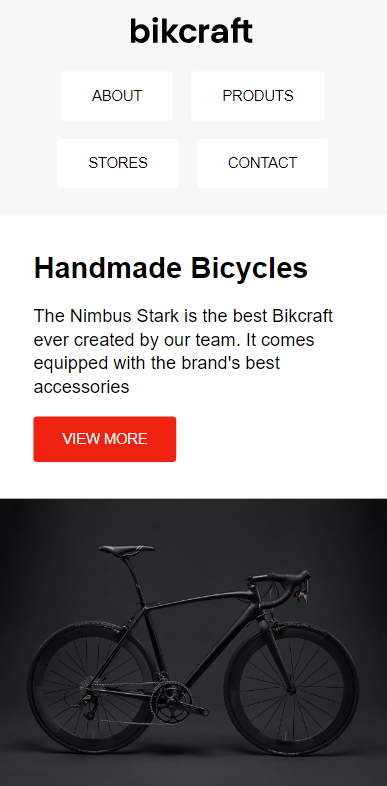 bikcraft
ABOUT
PRODUTS
STORES
CONTACT
Handmade Bicycles
The Nimbus Stark is the best Bikcraft
ever created by our team. It comes
equipped with the brand's best
accessories
VIEW MORE